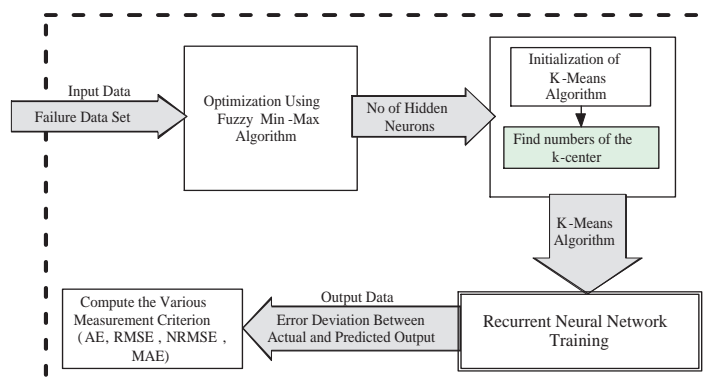 Input Data
Failure Data Set
Optimization Using
Fuzzy Min -Max
Algorithm
No of Hidden
Neurons
Initialization of
K-Means
Algorithm
Find numbers of the
k-center
K-Means
Algorithm
Recurrent Neural Network
Training
Output Data
Error Deviation Between
Actual and Predicted Output
Compute the Various
Measurement Criterion
(AE, RMSE , NRMSE ,
MAE)